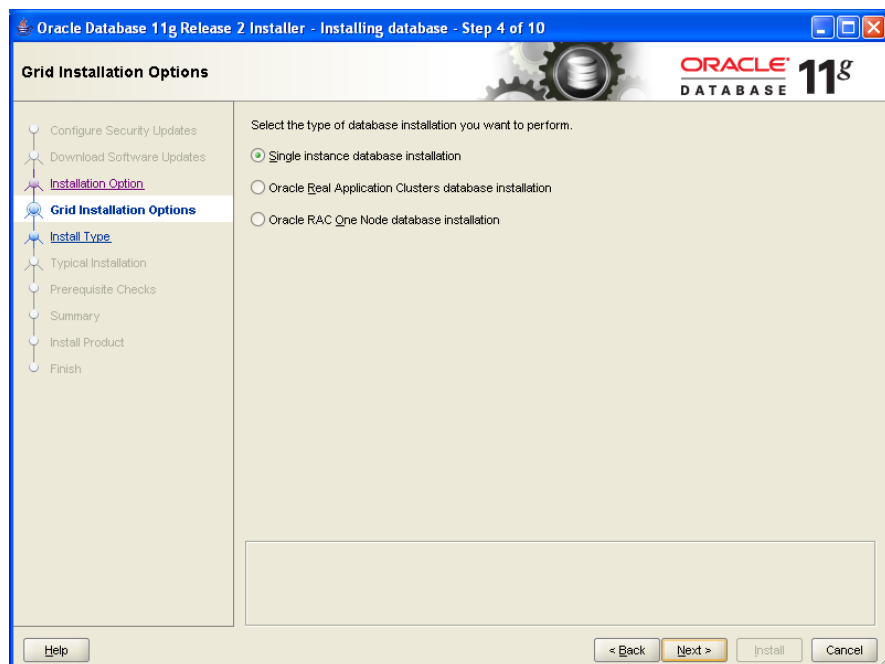 Oracle Database 11g Release 2 Installer - Installing database - Step 4 of 10
Grid Installation Options
ORACLE
DATABASE
11g
Configure Security Updates
Download Software Updates
Installation Option
Grid Installation Options
Install Type
Typical Installation
Prerequisite Checks
Summary
Install Product
Finish
Select the type of database installation you want to perform.
Single instance database installation
Oracle Real Application Clusters database installation
Oracle RAC One Node database installation
Help
< Back
Next >
Install
Cancel